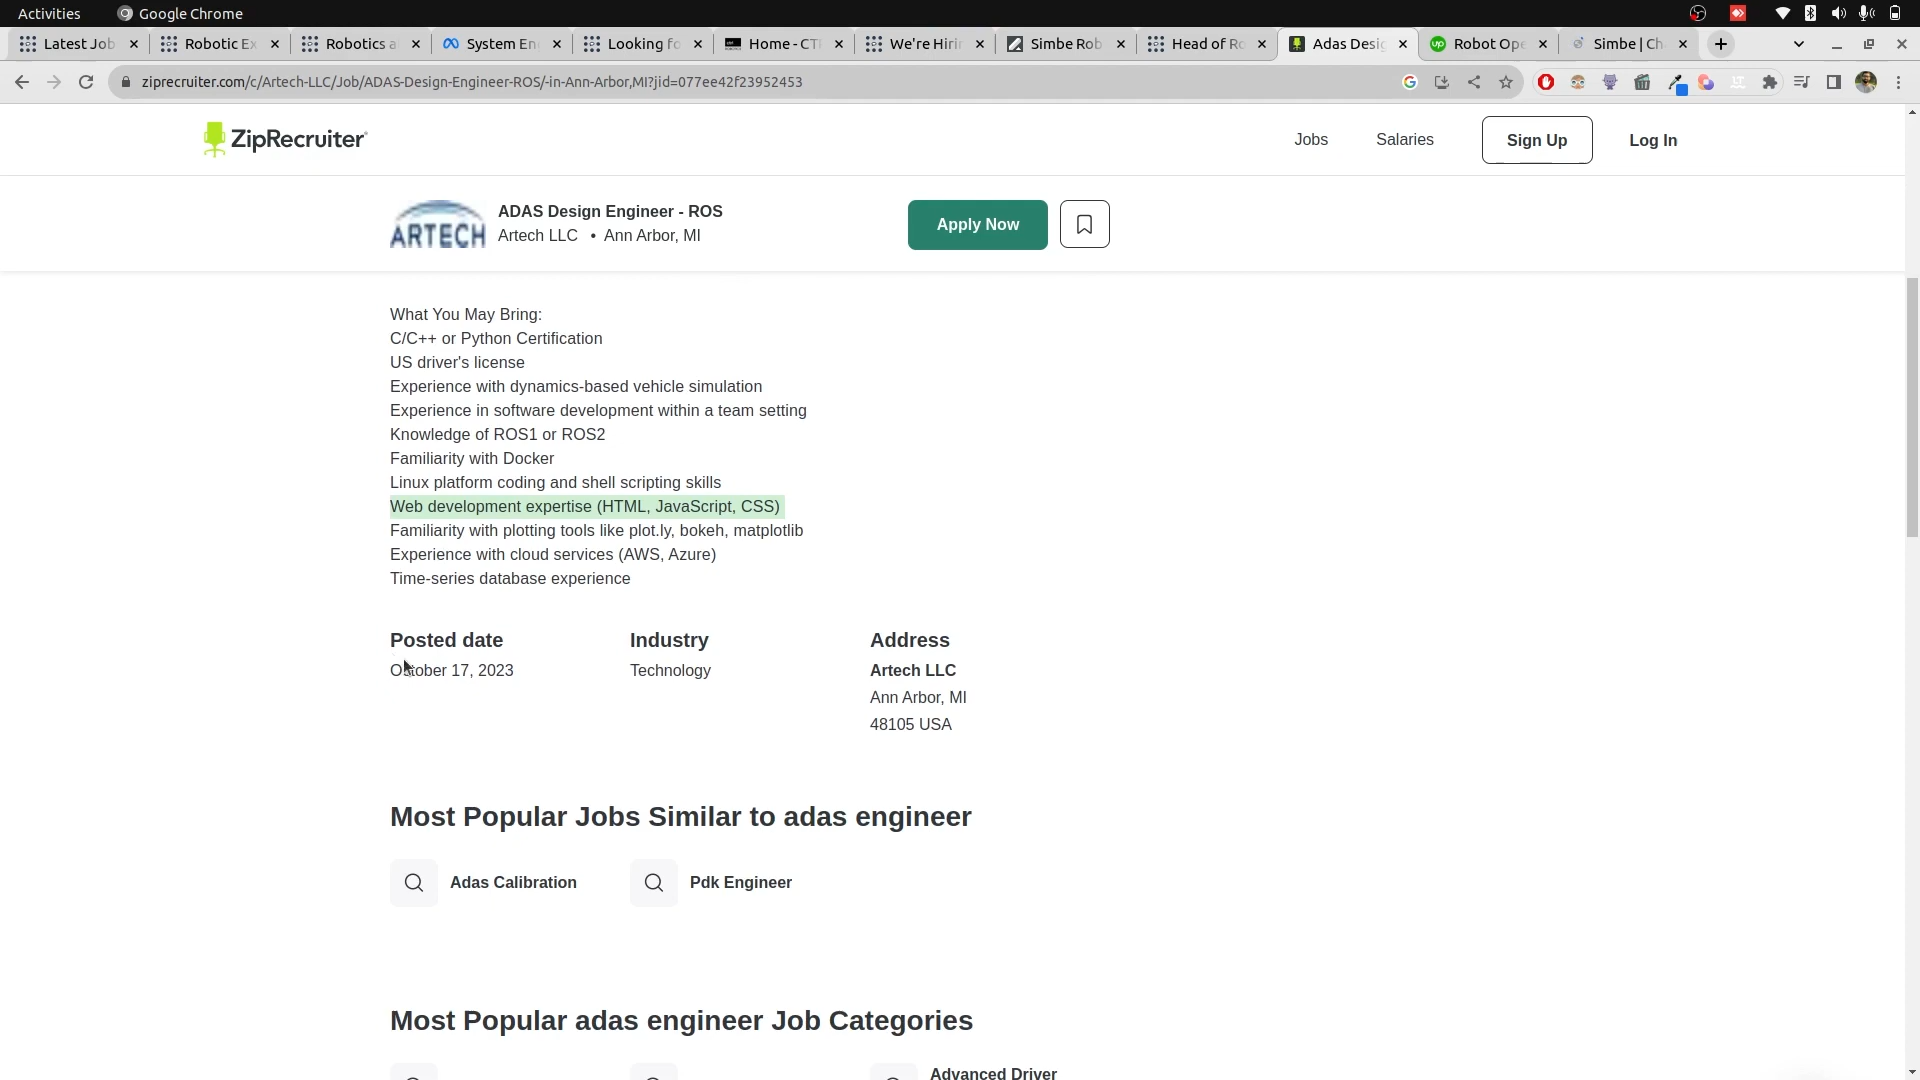 Activities
Google Chrome
Latest Job
Robotic Ex
Robotics a
System En
Looking fo
Home - CT
We're Hirin
Simbe Rob
Head of Ro
Adas Desig
Robot Ope
Simbe | Ch
ziprecruiter.com/c/Artech-LLC/Job/ADAS-Design-Engineer-ROS/-in-Ann-Arbor,MI?jid=077ee42f23952453
ZipRecruiter
Jobs
Salaries
Sign Up
Log In
ARTECH
ADAS Design Engineer - ROS
Artech LLC • Ann Arbor, MI
Apply Now
What You May Bring:
C/C++ or Python Certification
US driver's license
Experience with dynamics-based vehicle simulation
Experience in software development within a team setting
Knowledge of ROS1 or ROS2
Familiarity with Docker
Linux platform coding and shell scripting skills
Web development expertise (HTML, JavaScript, CSS)
Familiarity with plotting tools like plot.ly, bokeh, matplotlib
Experience with cloud services (AWS, Azure)
Time-series database experience
Posted date
October 17, 2023
Industry
Technology
Address
Artech LLC
Ann Arbor, MI
48105 USA
Most Popular Jobs Similar to adas engineer
Adas Calibration
Pdk Engineer
Most Popular adas engineer Job Categories
Advanced Driver